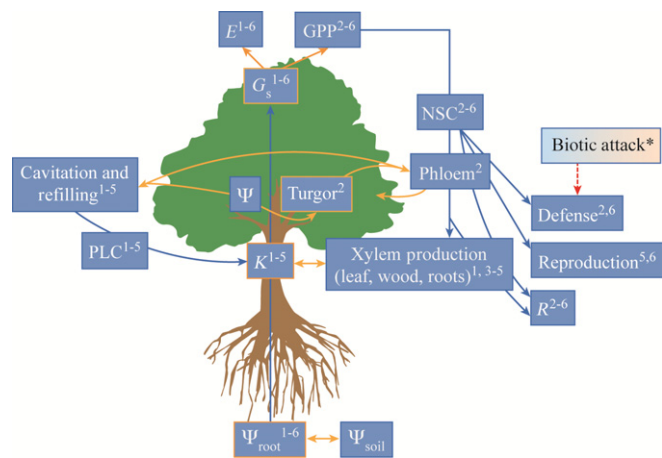 E¹⁻⁶
GPP²⁻⁶
Gₛ¹⁻⁶
NSC²⁻⁶
Biotic attack*
Cavitation and
refilling¹⁻⁵
Ψ
Turgor²
Phloem²
Defense²,⁶
PLC¹⁻⁵
K¹⁻⁵
Xylem production
(leaf, wood, roots)¹, ³⁻⁵
Reproduction⁵,⁶
R²⁻⁶
Ψroot¹⁻⁶
Ψsoil